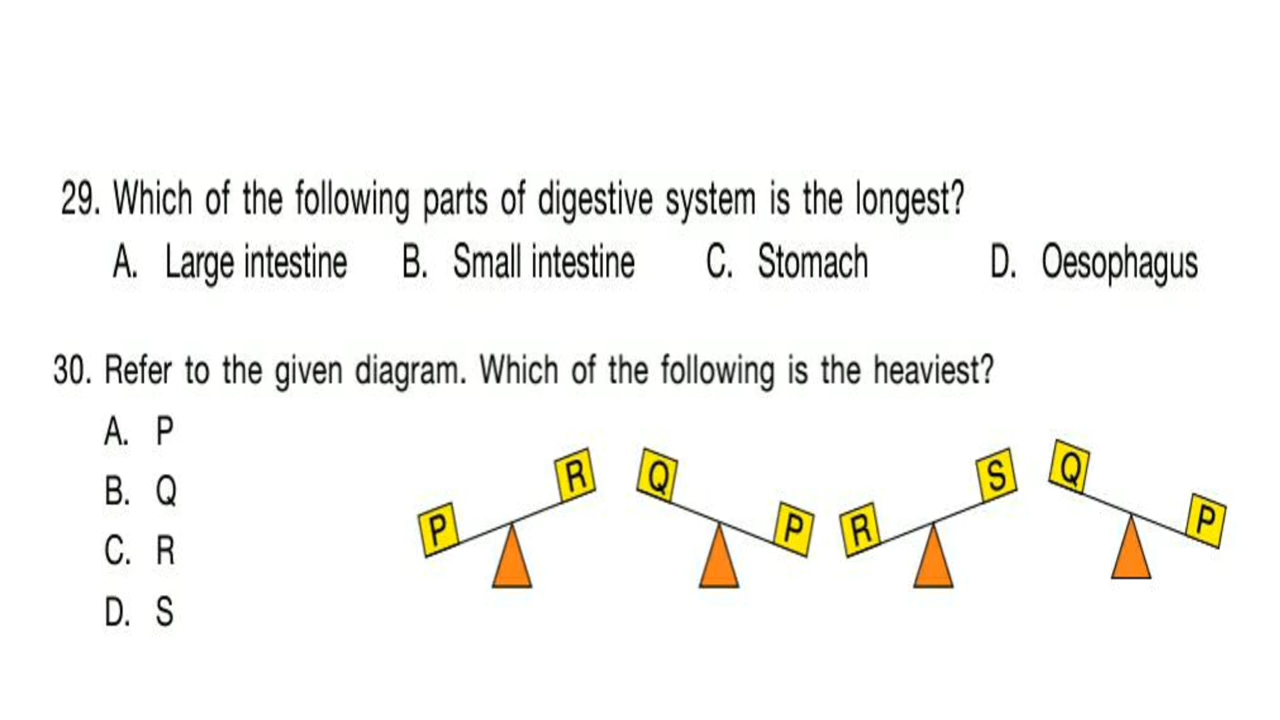 29. Which of the following parts of digestive system is the longest?
A. Large intestine B. Small intestine C. Stomach D. Oesophagus
30. Refer to the given diagram. Which of the following is the heaviest?
A. P
B. Q
C. R
D. S
P R Q P R S Q P